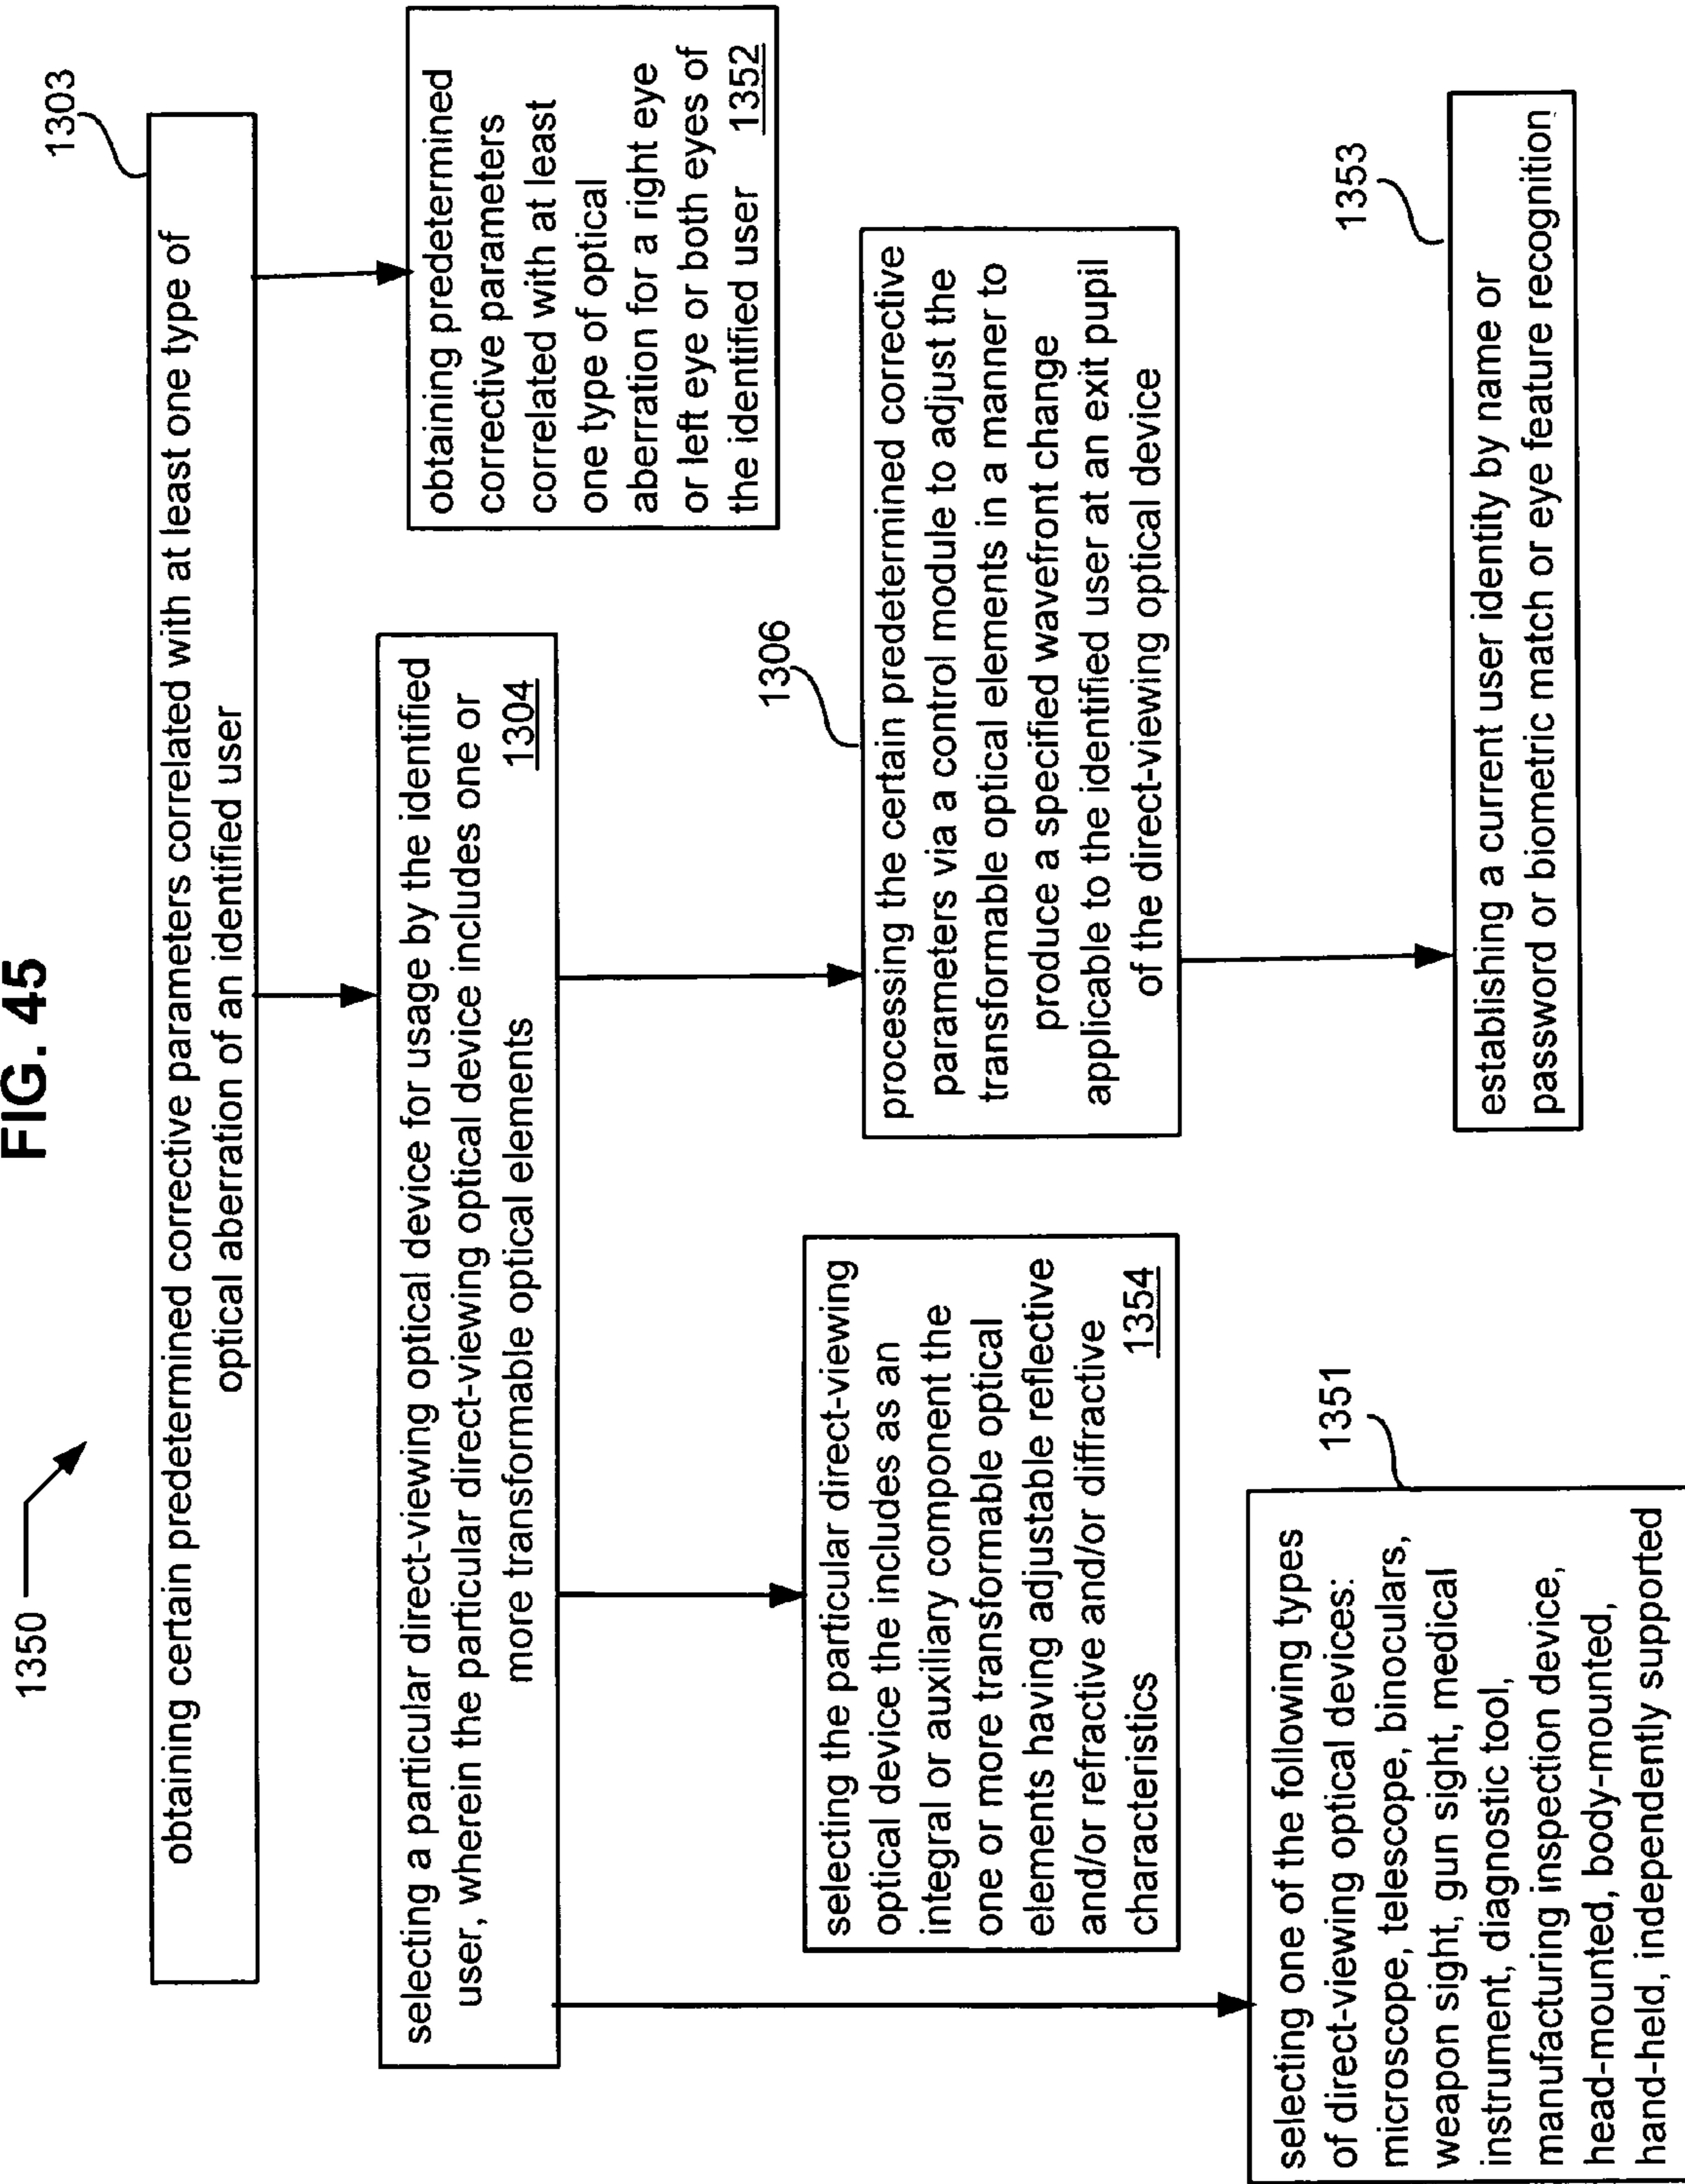 FIG. 45
1350
1303
obtaining certain predetermined corrective parameters correlated with at least one type of
optical aberration of an identified user
selecting a particular direct-viewing optical device for usage by the identified
user, wherein the particular direct-viewing optical device includes one or
more transformable optical elements
1304
obtaining predetermined
corrective parameters
correlated with at least
one type of optical
aberration for a right eye
or left eye or both eyes of
the identified user 1352
selecting the particular direct-viewing
optical device the includes as an
integral or auxiliary component the
one or more transformable optical
elements having adjustable reflective
and/or refractive and/or diffractive
characteristics 1354
1306
processing the certain predetermined corrective
parameters via a control module to adjust the
transformable optical elements in a manner to
produce a specified wavefront change
applicable to the identified user at an exit pupil
of the direct-viewing optical device
1351
selecting one of the following types
of direct-viewing optical devices:
microscope, telescope, binoculars,
weapon sight, gun sight, medical
instrument, diagnostic tool,
manufacturing inspection device,
head-mounted, body-mounted,
hand-held, independently supported
1353
establishing a current user identity by name or
password or biometric match or eye feature recognition